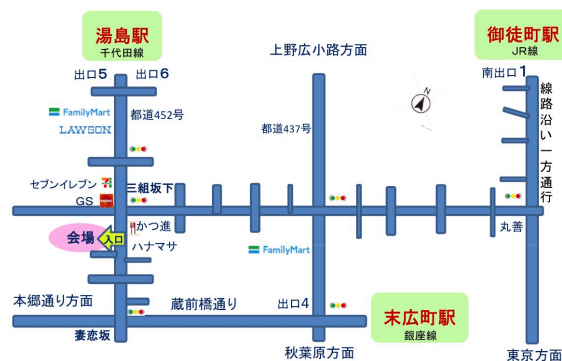 湯島駅
千代田線
御徒町駅
JR線
上野広小路方面
出口5
出口6
南出口1
FamilyMart
LAWSON
都道452号
都道437号
線路沿い一方通行
セブンイレブン
三組坂下
GS
会場
入口
かつ進
ハナマサ
丸善
FamilyMart
本郷通り方面
蔵前橋通り
出口4
末広町駅
銀座線
妻恋坂
秋葉原方面
東京方面